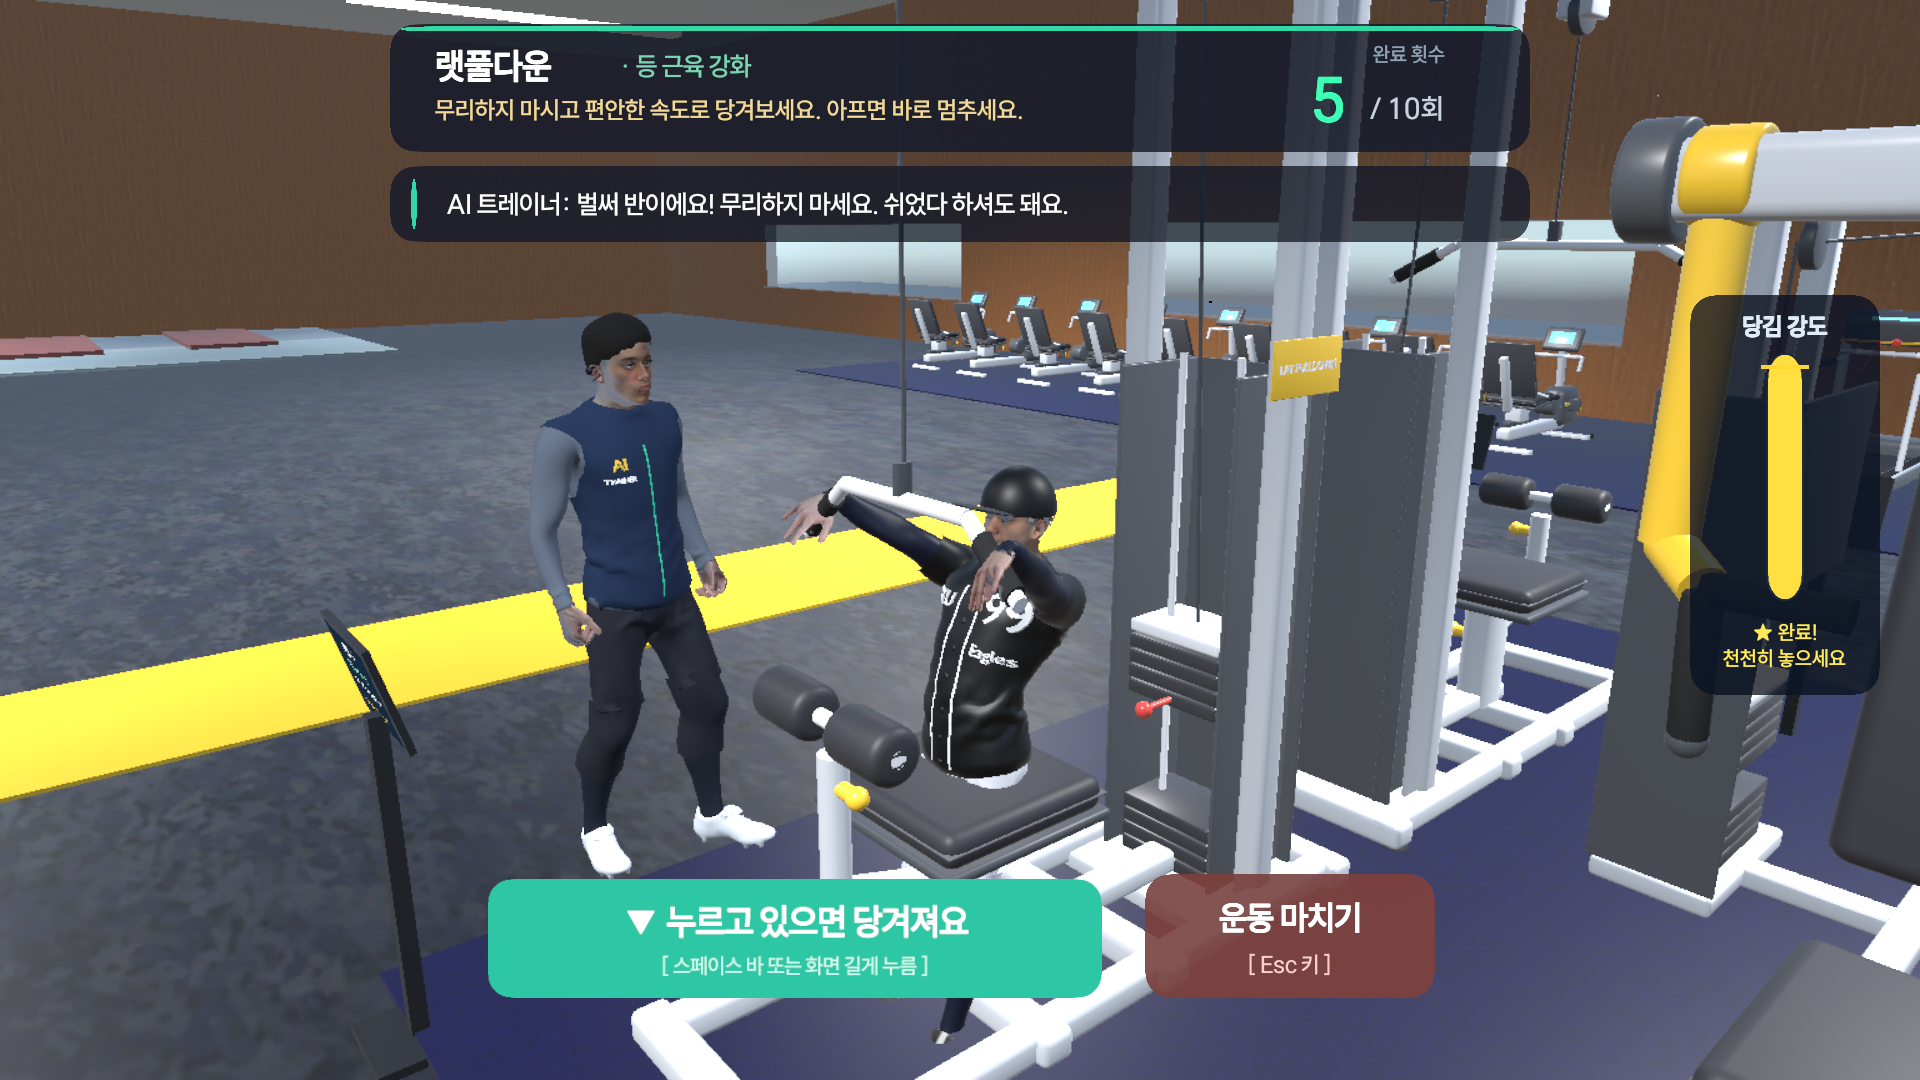 랫풀다운 · 등 근육 강화
무리하지 마시고 편안한 속도로 당겨보세요. 아프면 바로 멈추세요.
완료 횟수
5 / 10회
AI 트레이너: 벌써 반이에요! 무리하지 마세요. 쉬었다 하셔도 돼요.
당김 강도
★ 완료!
천천히 놓으세요
LAT PULLDOWN
AI
TRAINER
99
Eagles
▼ 누르고 있으면 당겨져요
[ 스페이스 바 또는 화면 길게 누름 ]
운동 마치기
[ Esc 키 ]